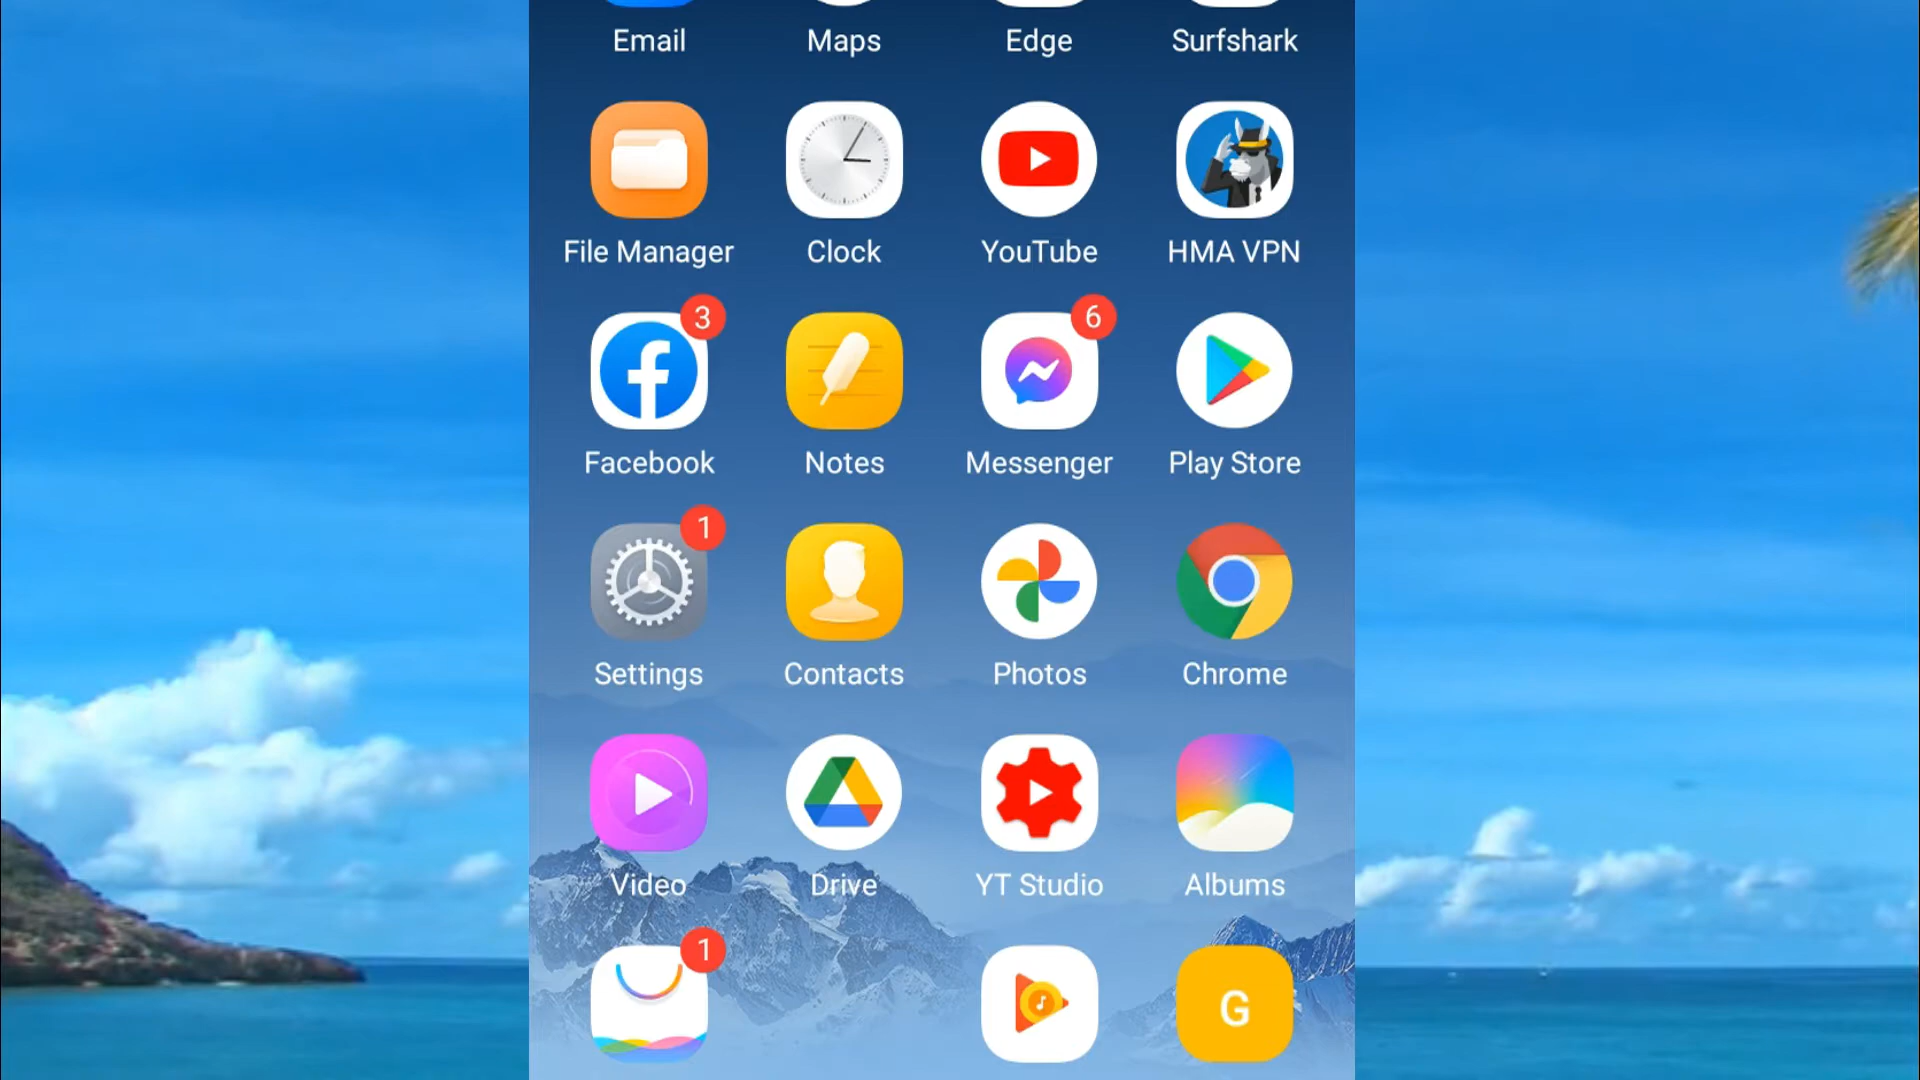 Email Maps Edge Surfshark
File Manager Clock YouTube HMA VPN
3 6
Facebook Notes Messenger Play Store
1
Settings Contacts Photos Chrome
Video Drive YT Studio Albums
1
G